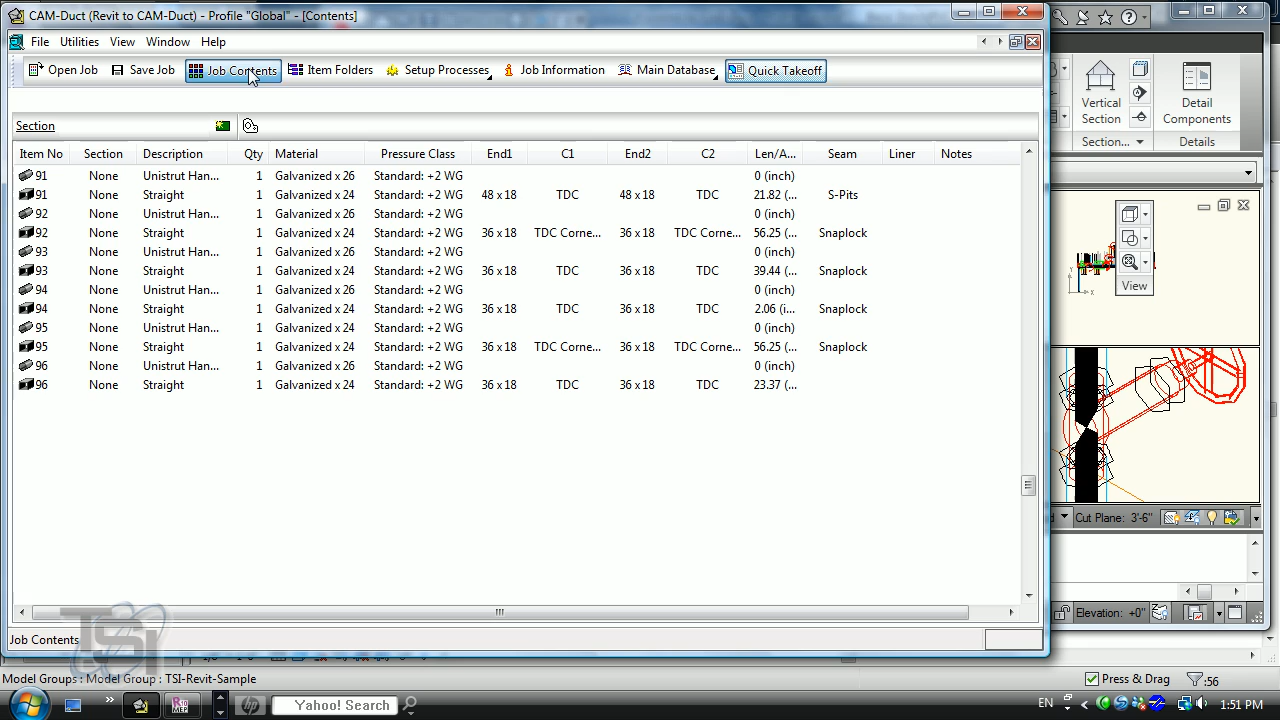 CAM-Duct (Revit to CAM-Duct) - Profile "Global" - [Contents]
File Utilities View Window Help
Open Job Save Job Job Contents Item Folders Setup Processes Job Information Main Database Quick Takeoff
Section
Item No Section Description Qty Material Pressure Class End1 C1 End2 C2 Len/A... Seam Liner Notes
91 None Unistrut Han... 1 Galvanized x 26 Standard: +2 WG 0 (inch)
91 None Straight 1 Galvanized x 24 Standard: +2 WG 48 x 18 TDC 48 x 18 TDC 21.82 (... S-Pits
92 None Unistrut Han... 1 Galvanized x 26 Standard: +2 WG 0 (inch)
92 None Straight 1 Galvanized x 24 Standard: +2 WG 36 x 18 TDC Corne... 36 x 18 TDC Corne... 56.25 (... Snaplock
93 None Unistrut Han... 1 Galvanized x 26 Standard: +2 WG 0 (inch)
93 None Straight 1 Galvanized x 24 Standard: +2 WG 36 x 18 TDC 36 x 18 TDC 39.44 (... Snaplock
94 None Unistrut Han... 1 Galvanized x 26 Standard: +2 WG 0 (inch)
94 None Straight 1 Galvanized x 24 Standard: +2 WG 36 x 18 TDC 36 x 18 TDC 2.06 (i... Snaplock
95 None Unistrut Han... 1 Galvanized x 26 Standard: +2 WG 0 (inch)
95 None Straight 1 Galvanized x 24 Standard: +2 WG 36 x 18 TDC Corne... 36 x 18 TDC Corne... 56.25 (... Snaplock
96 None Unistrut Han... 1 Galvanized x 26 Standard: +2 WG 0 (inch)
96 None Straight 1 Galvanized x 24 Standard: +2 WG 36 x 18 TDC 36 x 18 TDC 23.37 (...
Job Contents
TSI
Vertical
Section
Detail
Components
Section...
Details
View
Y
X
d Cut Plane: 3'-6"
Elevation: +0"
Model Groups : Model Group : TSI-Revit-Sample
Press & Drag :56
Yahoo! Search
EN
1:51 PM